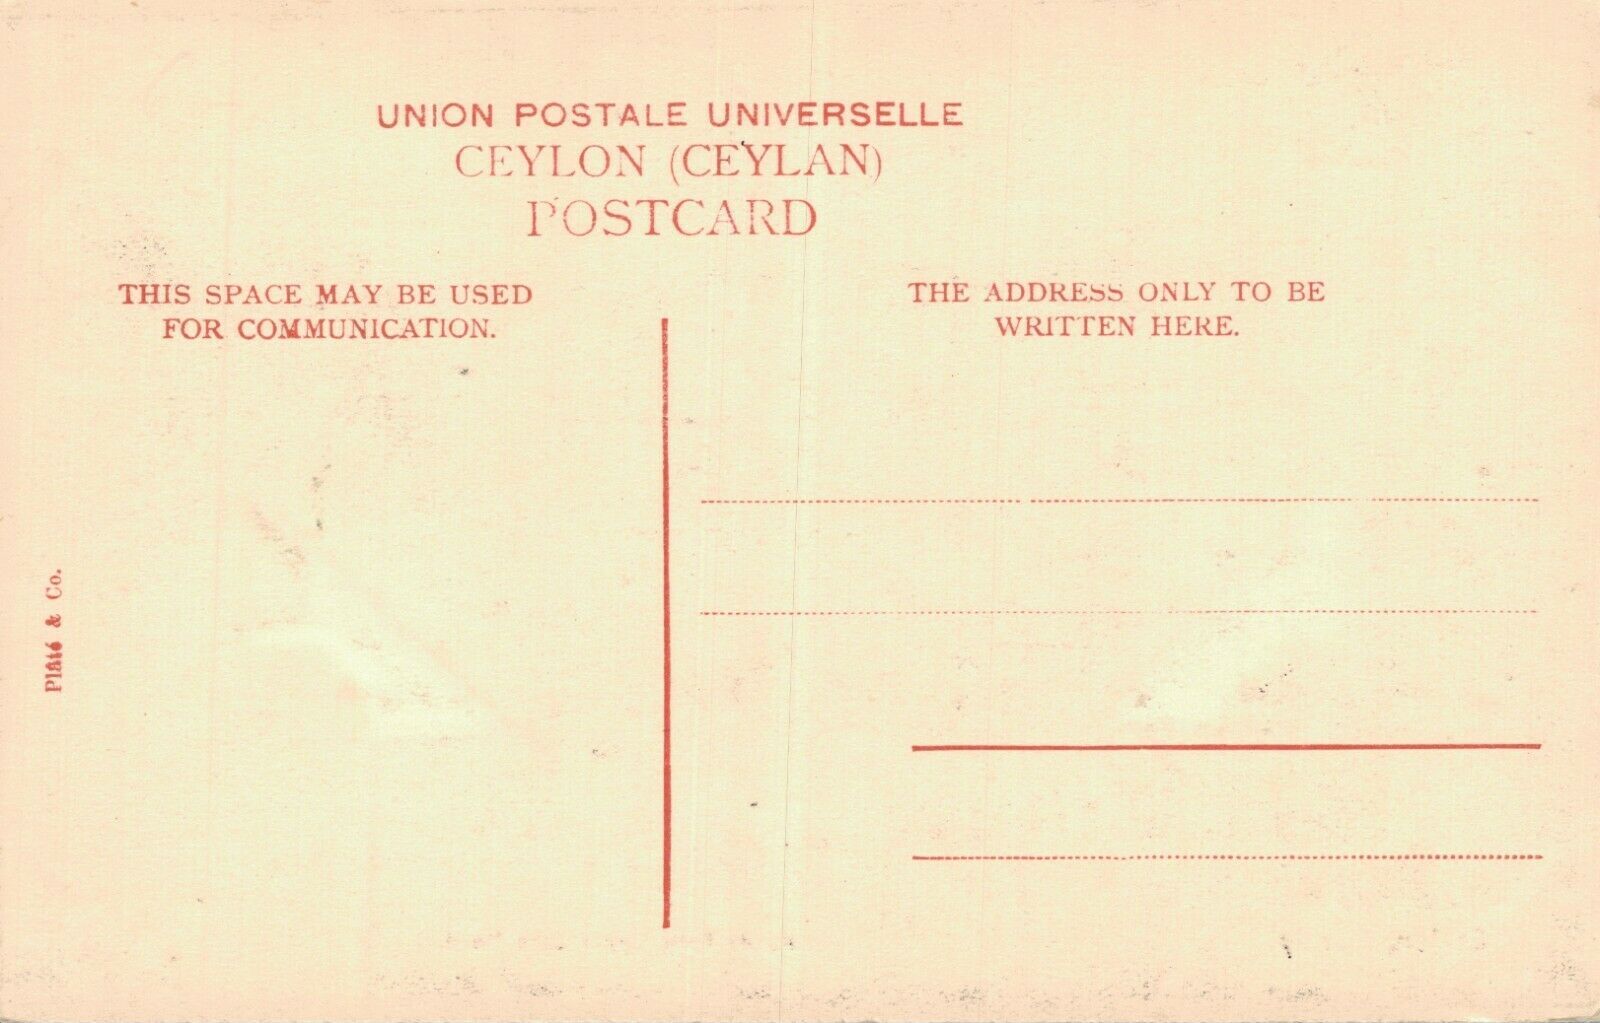 UNION POSTALE UNIVERSELLE
CEYLON (CEYLAN)
POSTCARD
THIS SPACE MAY BE USED
FOR COMMUNICATION.
THE ADDRESS ONLY TO BE
WRITTEN HERE.
Plâté & Co.